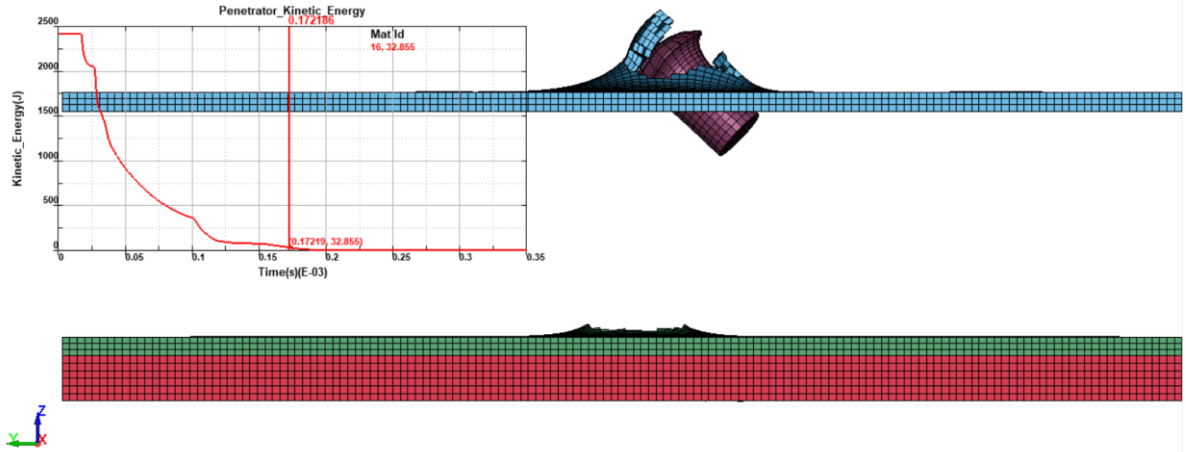 Penetrator_Kinetic_Energy
0.172186
Mat Id
16, 32.855
2500
2000
1500
1000
500
0
Kinetic_Energy(J)
(0.17219, 32.855)
0 0.05 0.1 0.15 0.2 0.25 0.3 0.35
Time(s)(E-03)
Z
Y X